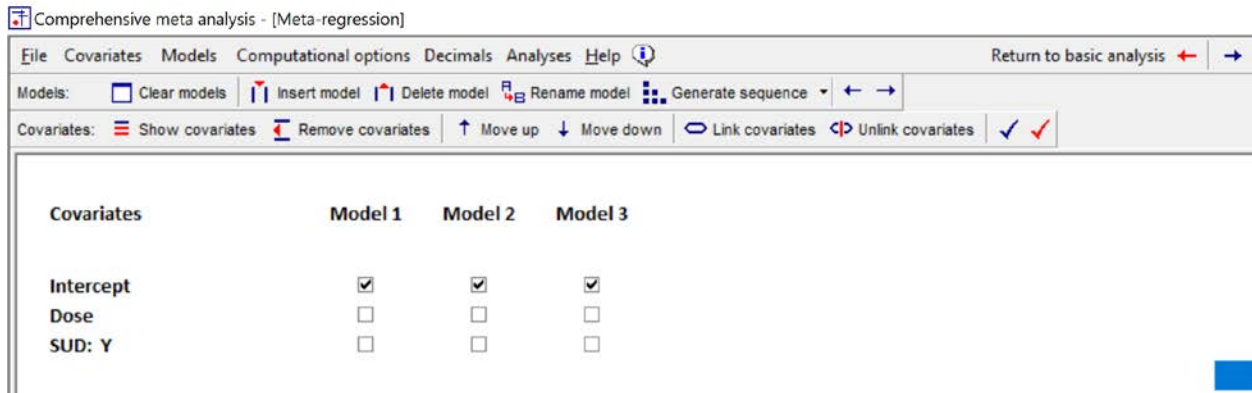 Comprehensive meta analysis - [Meta-regression]
File Covariates Models Computational options Decimals Analyses Help Return to basic analysis
Models: Clear models Insert model Delete model Rename model Generate sequence
Covariates: Show covariates Remove covariates Move up Move down Link covariates Unlink covariates
Covariates Model 1 Model 2 Model 3
Intercept
Dose
SUD: Y